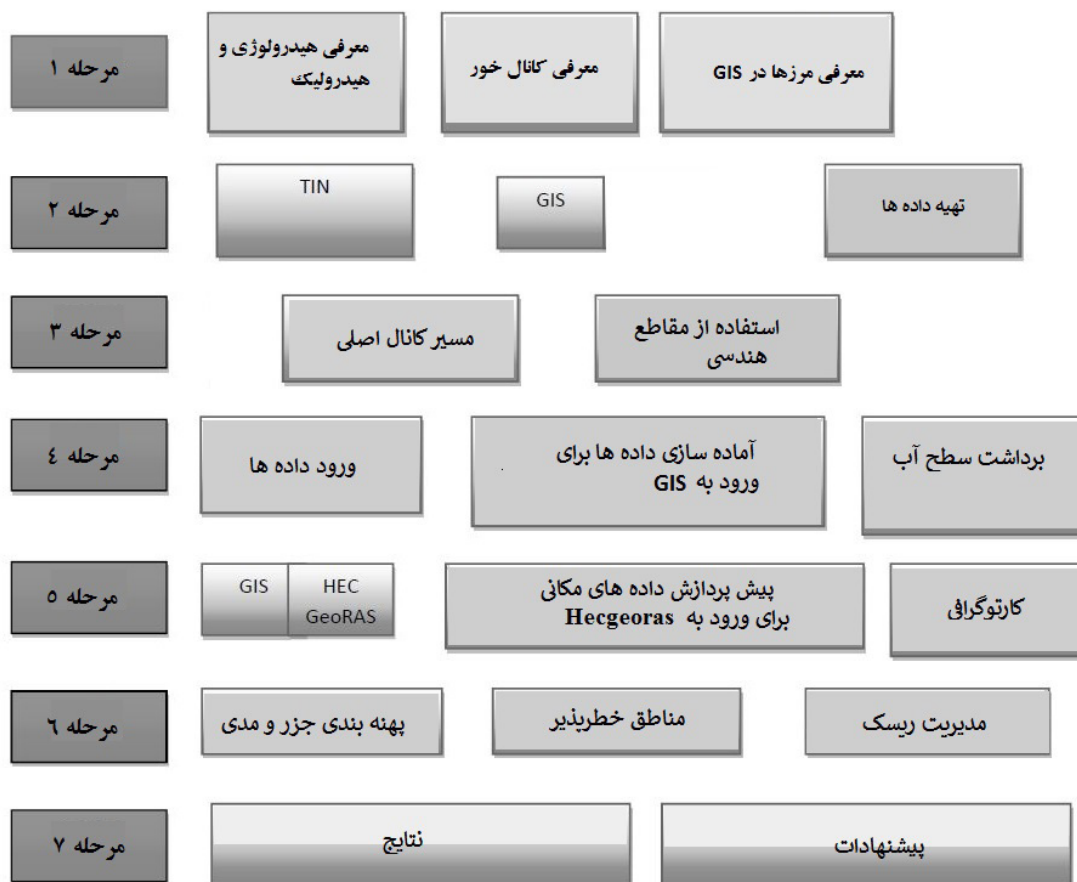 مرحله ۱
معرفی هیدرولوژی و
هیدرولیک
معرفی کانال خور
معرفی مرزها در GIS
مرحله ۲
TIN
GIS
تهیه داده ها
مرحله ۳
مسیر کانال اصلی
استفاده از مقاطع
هندسی
مرحله ٤
ورود داده ها
آماده سازی داده ها برای
ورود به GIS
برداشت سطح آب
مرحله ٥
GIS
HEC
GeoRAS
پیش پردازش داده های مکانی
برای ورود به Hecgeoras
کارتوگرافی
مرحله ٦
پهنه بندی جزر و مدی
مناطق خطرپذیر
مدیریت ریسک
مرحله ۷
نتایج
پیشنهادات